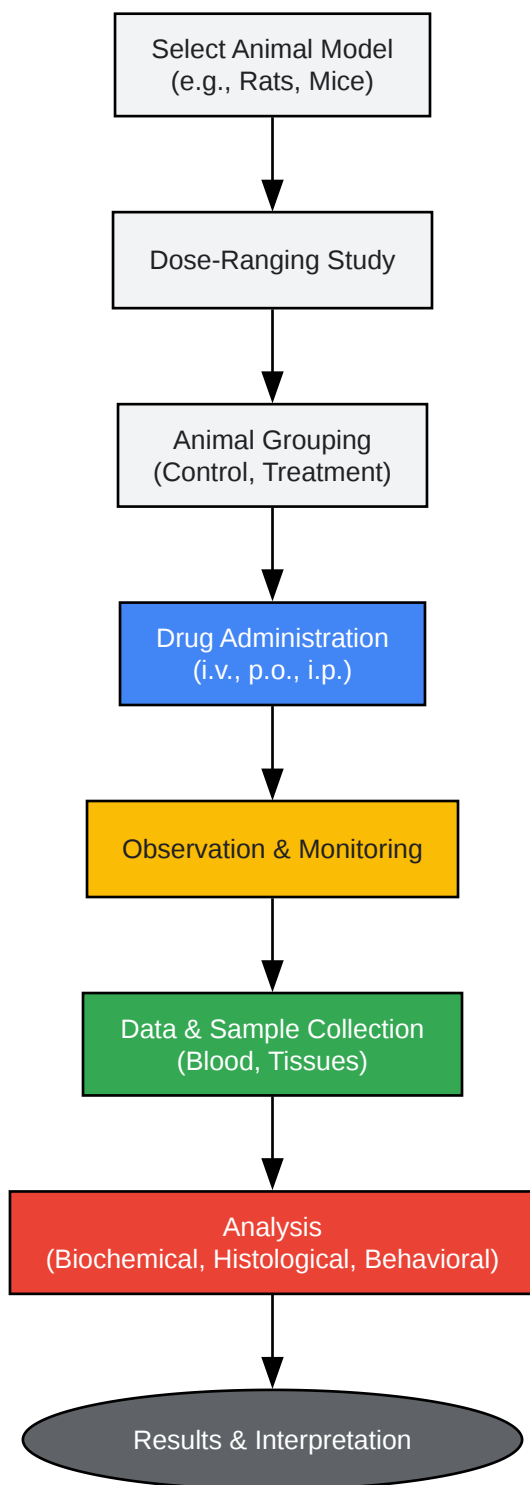 Select Animal Model
(e.g., Rats, Mice)
Dose-Ranging Study
Animal Grouping
(Control, Treatment)
Drug Administration
(i.v., p.o., i.p.)
Observation & Monitoring
Data & Sample Collection
(Blood, Tissues)
Analysis
(Biochemical, Histological, Behavioral)
Results & Interpretation